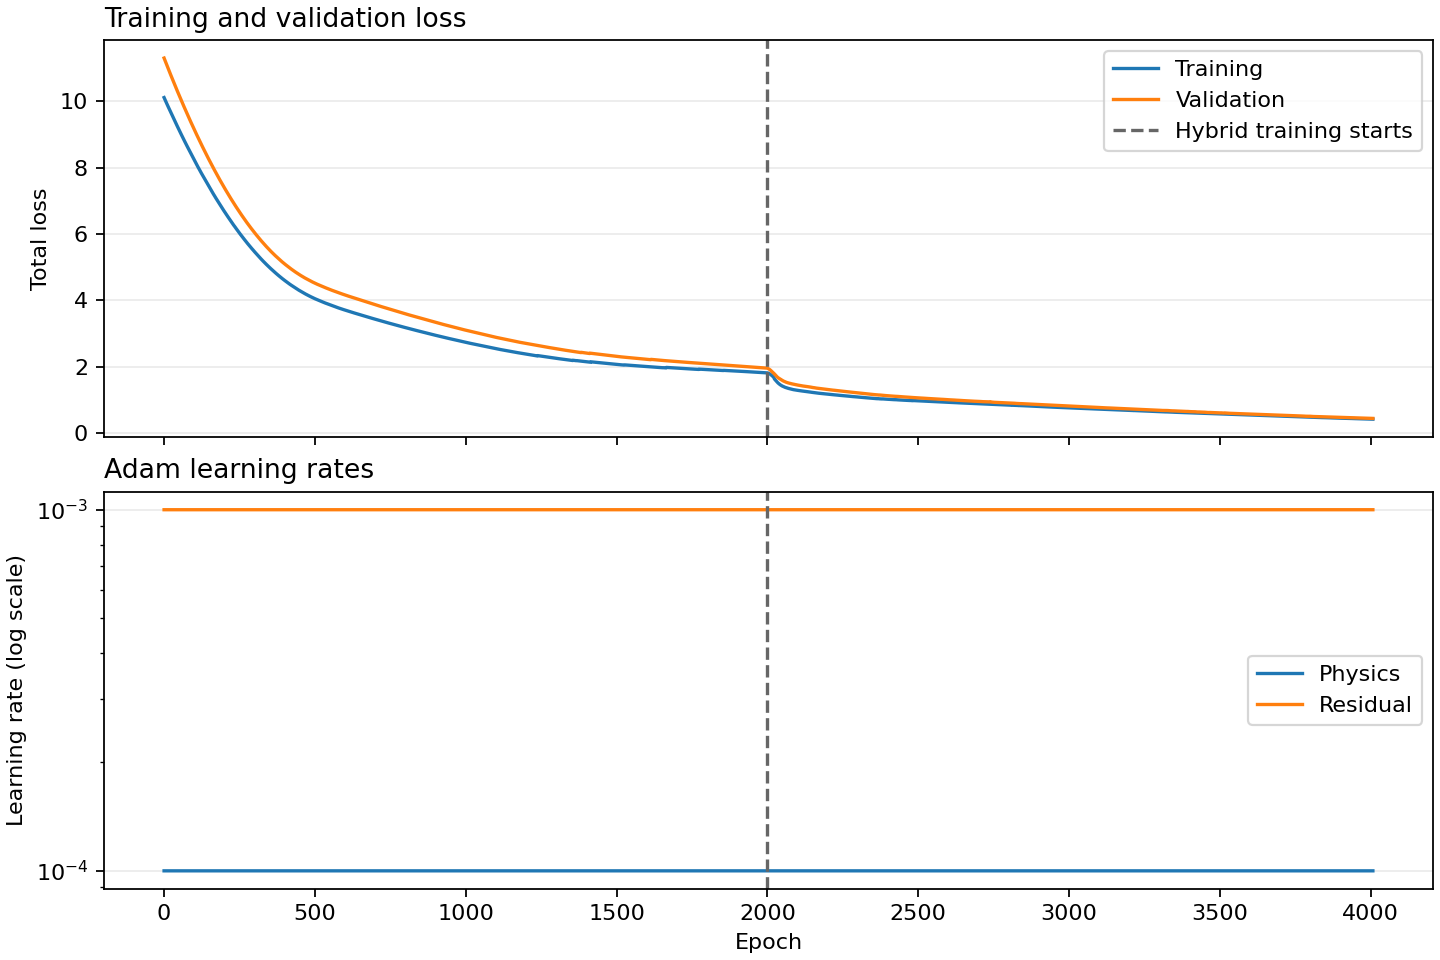 Training and validation loss
Total loss
10
8
6
4
2
0
Training
Validation
Hybrid training starts
Adam learning rates
Learning rate (log scale)
10⁻³
10⁻⁴
Physics
Residual
0 500 1000 1500 2000 2500 3000 3500 4000
Epoch